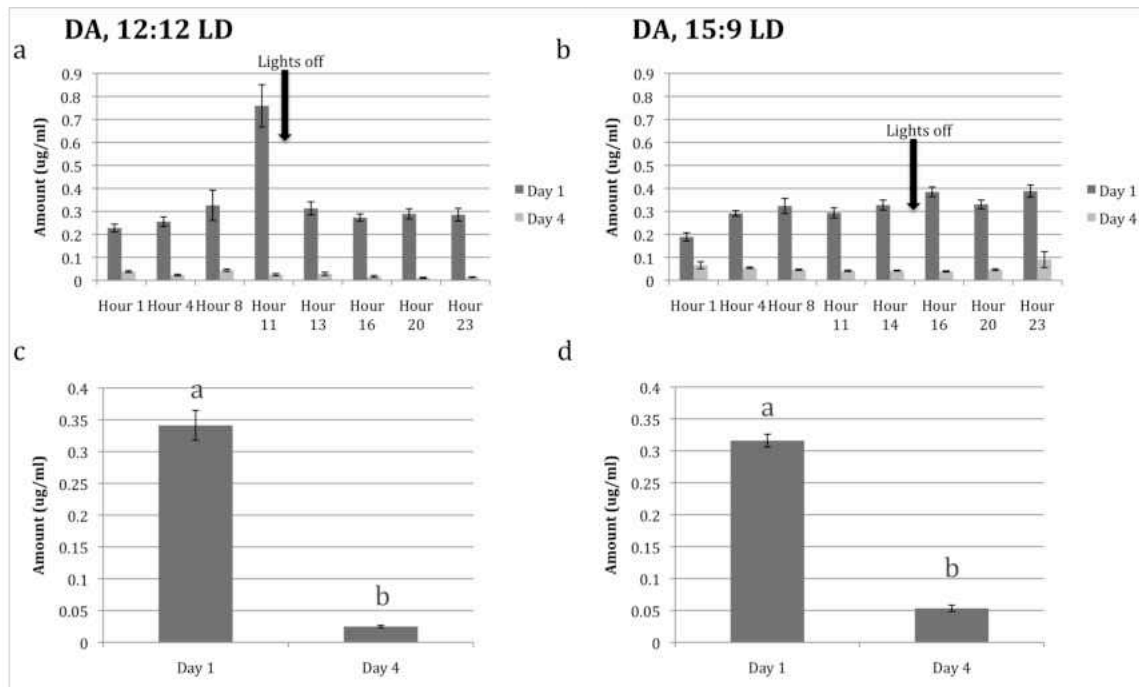 DA, 12:12 LD
DA, 15:9 LD
a
Lights off
0.9
0.8
0.7
0.6
0.5
0.4
0.3
0.2
0.1
0
Amount (ug/ml)
Hour 1 Hour 4 Hour 8 Hour Hour Hour Hour Hour
11 13 16 20 23
Day 1
Day 4
b
Lights off
0.9
0.8
0.7
0.6
0.5
0.4
0.3
0.2
0.1
0
Amount (ug/ml)
Hour 1 Hour 4 Hour 8 Hour Hour Hour Hour Hour
11 14 16 20 23
Day 1
Day 4
c
0.4
0.35
0.3
0.25
0.2
0.15
0.1
0.05
0
Amount (ug/ml)
a
b
Day 1 Day 4
d
0.4
0.35
0.3
0.25
0.2
0.15
0.1
0.05
0
Amount (ug/ml)
a
b
Day 1 Day 4